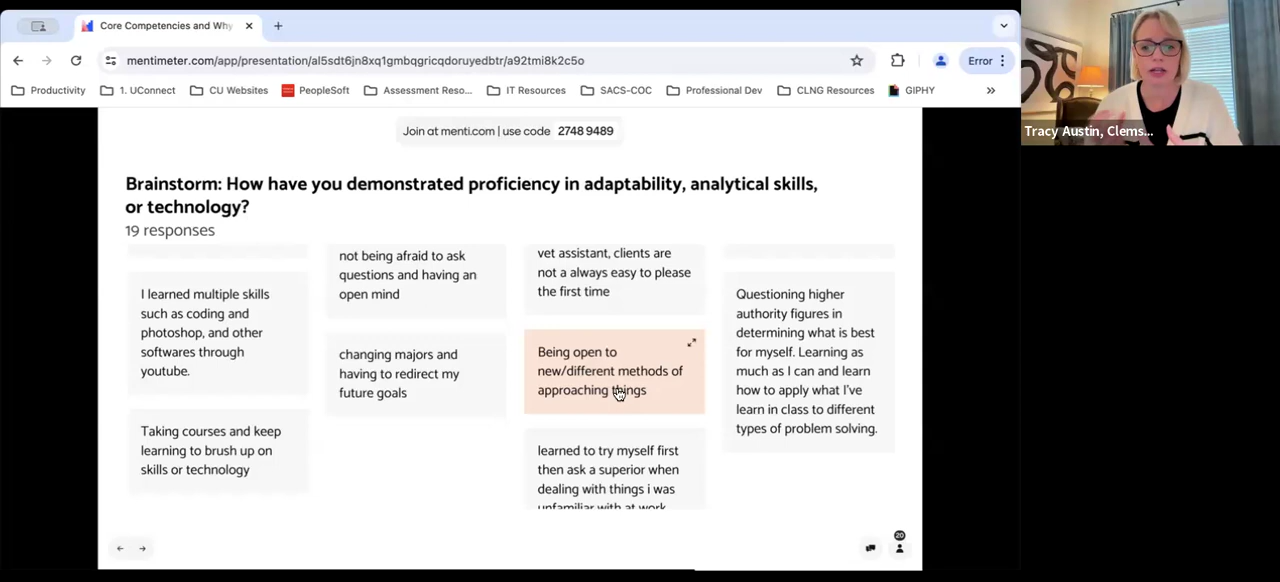 Core Competencies and Why
mentimeter.com/app/presentation/al5sdt6jn8xq1gmbqgricqecruyedbtr/a92tmi8k2c5o
Error
Productivity
1. UConnect
CU Websites
PeopleSoft
Assessment Reso...
IT Resources
SACS-COC
Professional Dev
CLNG Resources
GIPHY
Join at menti.com | use code 2748 9489
Brainstorm: How have you demonstrated proficiency in adaptability, analytical skills,
or technology?
19 responses
I learned multiple skills
such as coding and
photoshop, and other
softwares through
youtube.
Taking courses and keep
learning to brush up on
skills or technology
not being afraid to ask
questions and having an
open mind
changing majors and
having to redirect my
future goals
vet assistant, clients are
not a always easy to please
the first time
Being open to
new/different methods of
approaching things
learned to try myself first
then ask a superior when
dealing with things i was
unfamiliar with at work
Questioning higher
authority figures in
determining what is best
for myself. Learning as
much as I can and learn
how to apply what I've
learn in class to different
types of problem solving.
20
Tracy Austin, Clems...